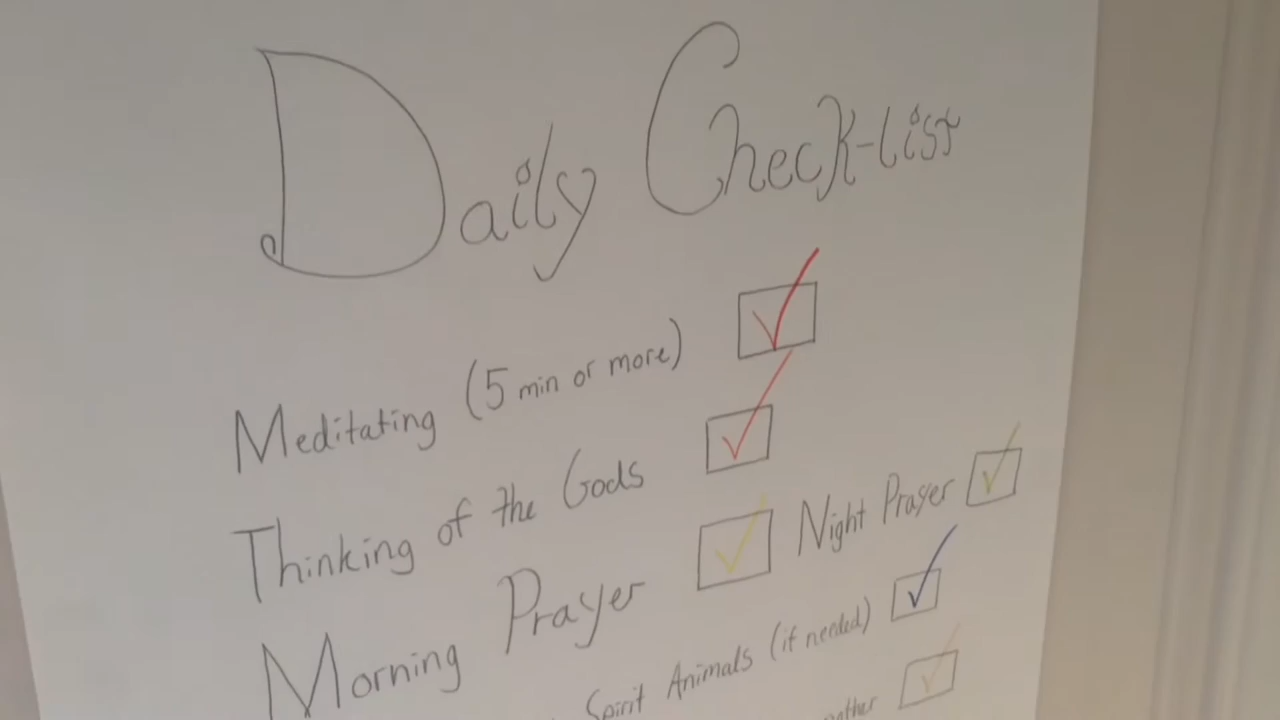 Daily Check-list
Meditating (5 min or more)
Thinking of the Gods
Morning Prayer Night Prayer
Spirit Animals (if needed)